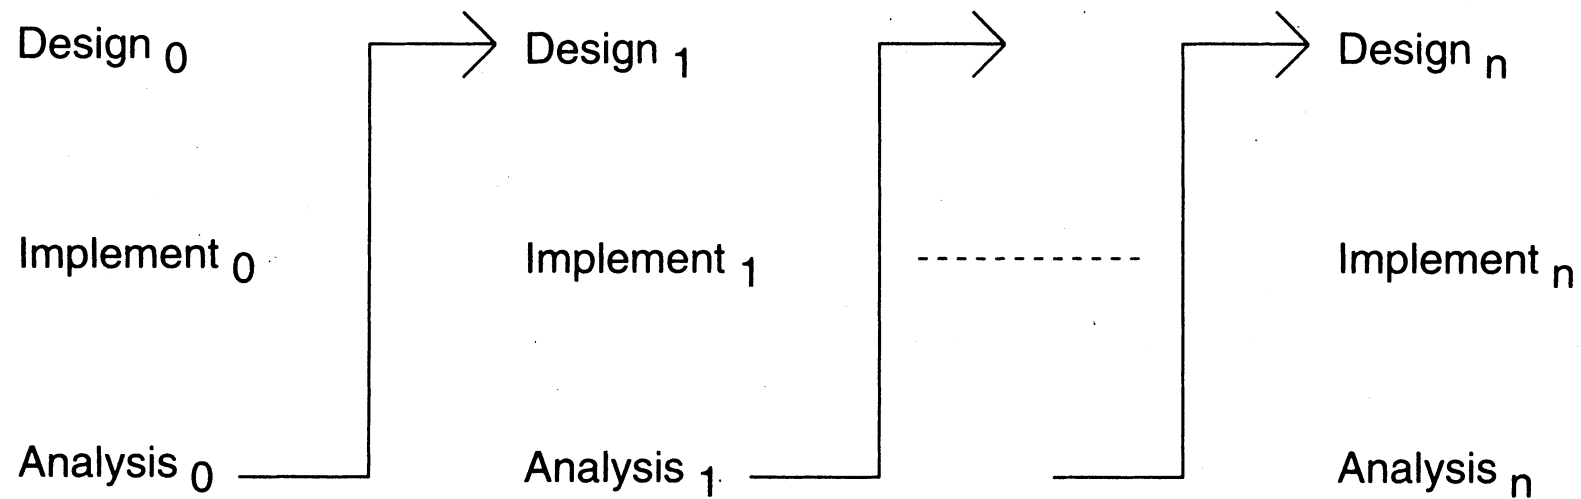 Design 0 Design 1 Design n
Implement 0 Implement 1 Implement n
Analysis 0 Analysis 1 Analysis n